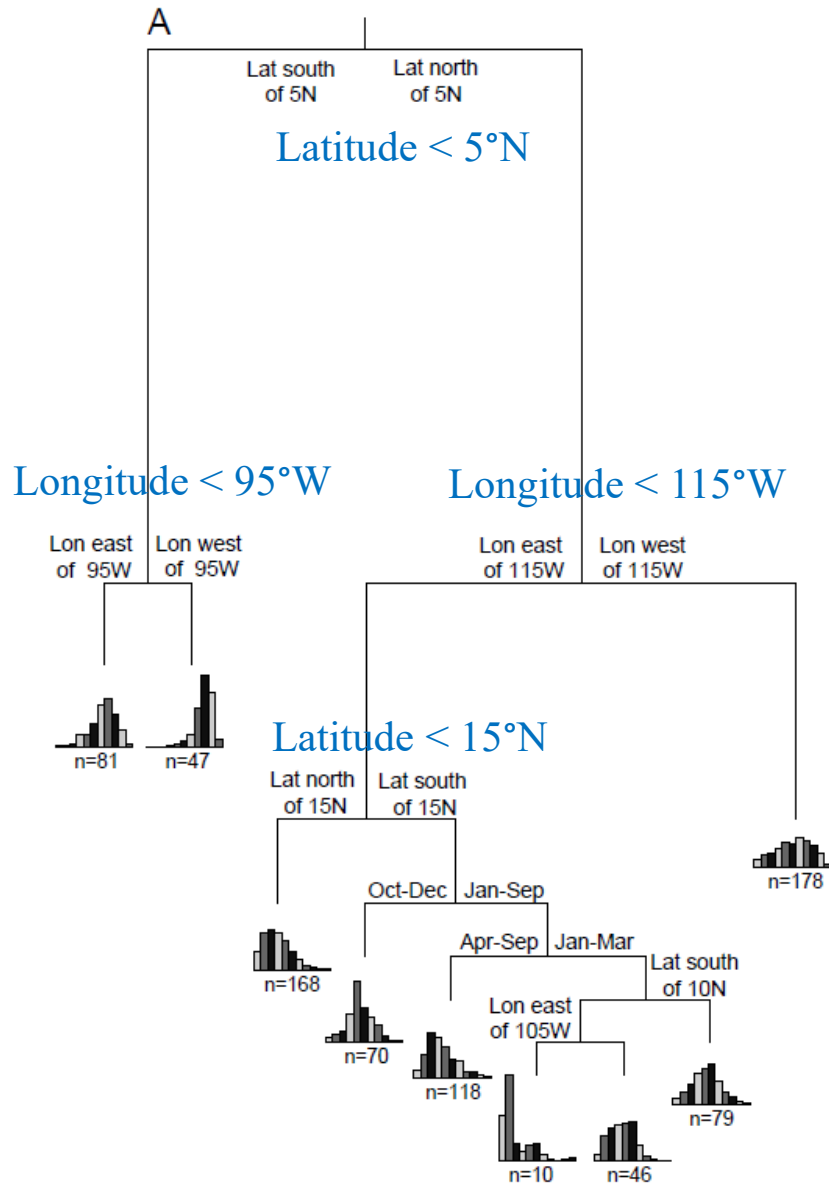 A
Lat south
of 5N
Lat north
of 5N
Latitude < 5°N
Longitude < 95°W
Longitude < 115°W
Lon east
of 95W
Lon west
of 95W
Lon east
of 115W
Lon west
of 115W
n=81
n=47
Latitude < 15°N
Lat north
of 15N
Lat south
of 15N
n=178
Oct-Dec
Jan-Sep
Apr-Sep
Jan-Mar
Lat south
of 10N
n=168
Lon east
of 105W
n=70
n=118
n=79
n=10
n=46